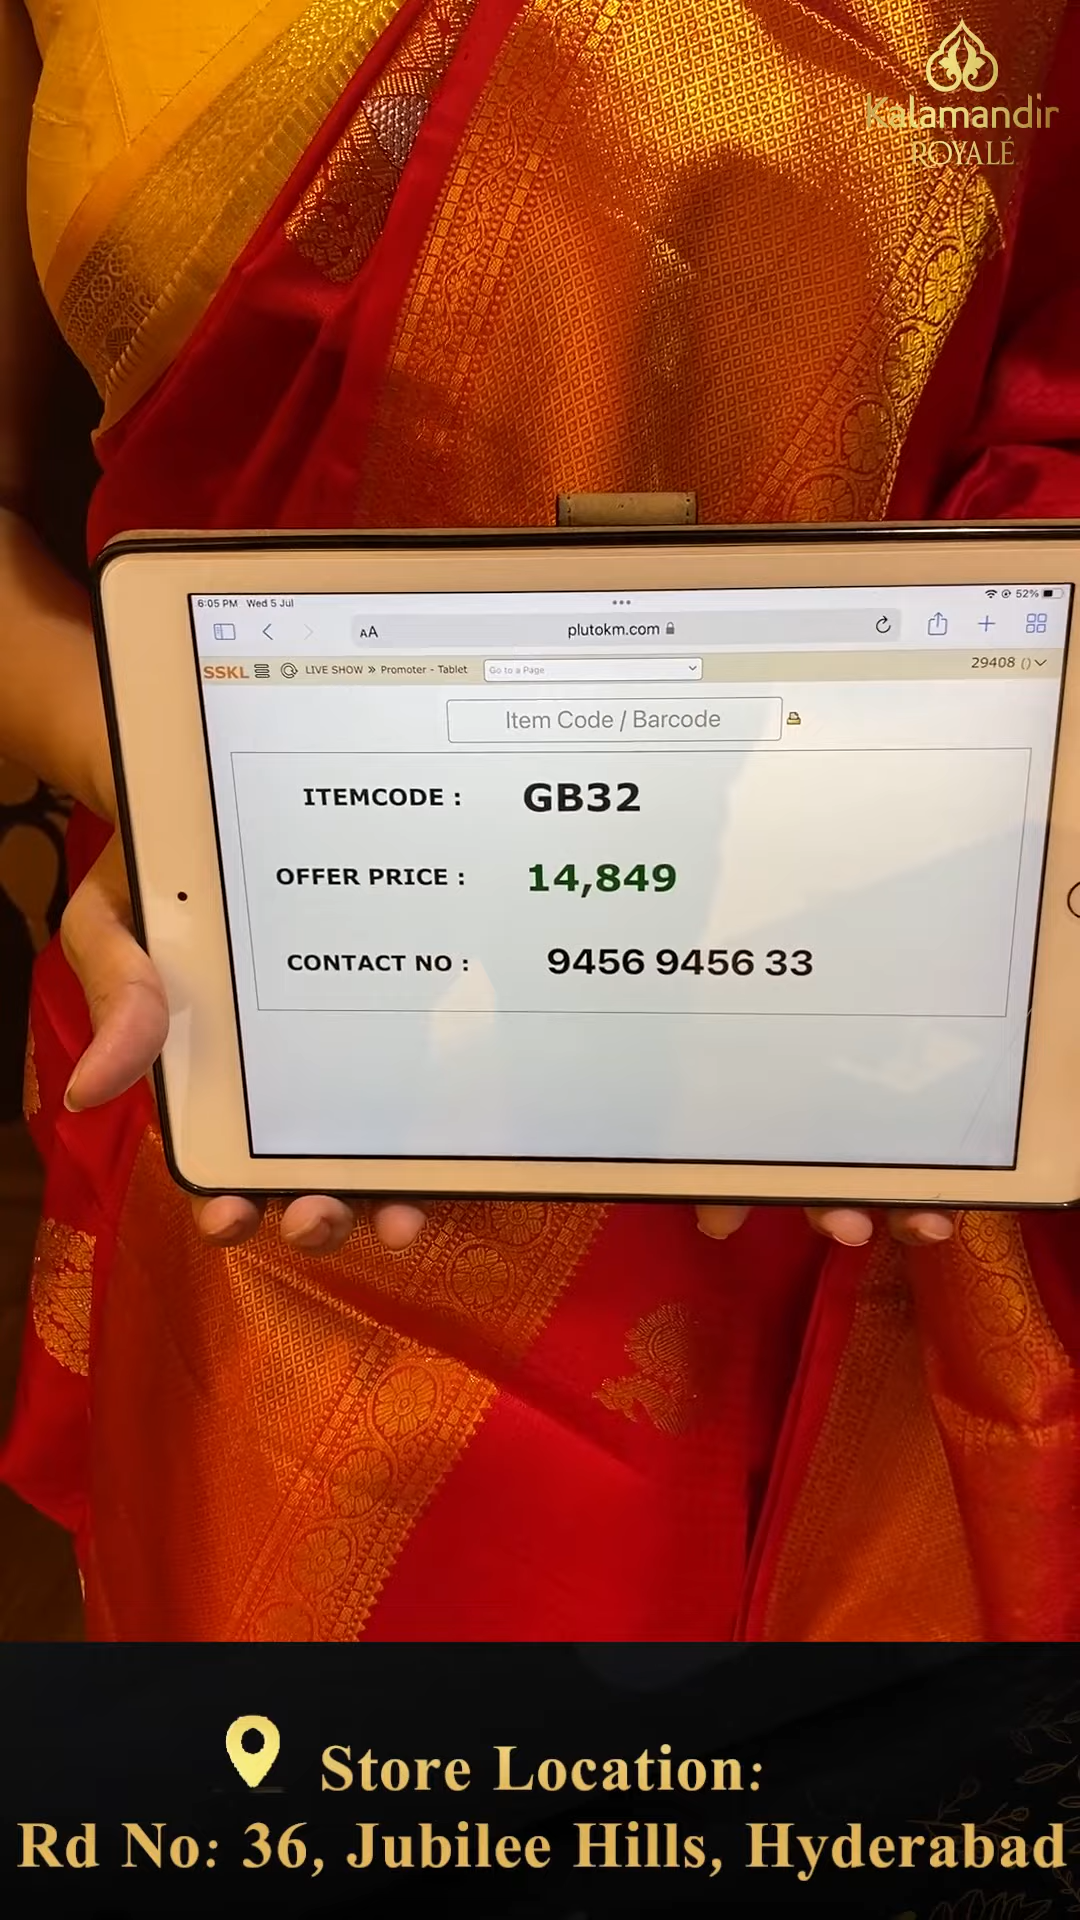 Kalamandir
ROYALÉ
6:05 PM Wed 5 Jul
52%
AA
plutokm.com
SSKL
LIVE SHOW » Promoter - Tablet
Go to a Page
29408 ()
Item Code / Barcode
ITEMCODE : GB32
OFFER PRICE : 14,849
CONTACT NO : 9456 9456 33
Store Location:
Rd No: 36, Jubilee Hills, Hyderabad